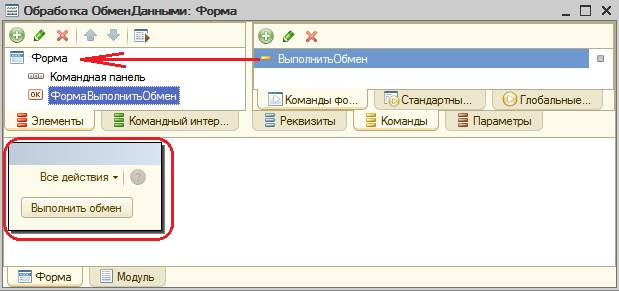 Обработка ОбменДанными: Форма
Форма
Командная панель
OK ФормаВыполнитьОбмен
Элементы
Командный интер...
ВыполнитьОбмен
Команды фо...
Стандартны...
Глобальные...
Реквизиты
Команды
Параметры
Все действия
?
Выполнить обмен
Форма
Модуль